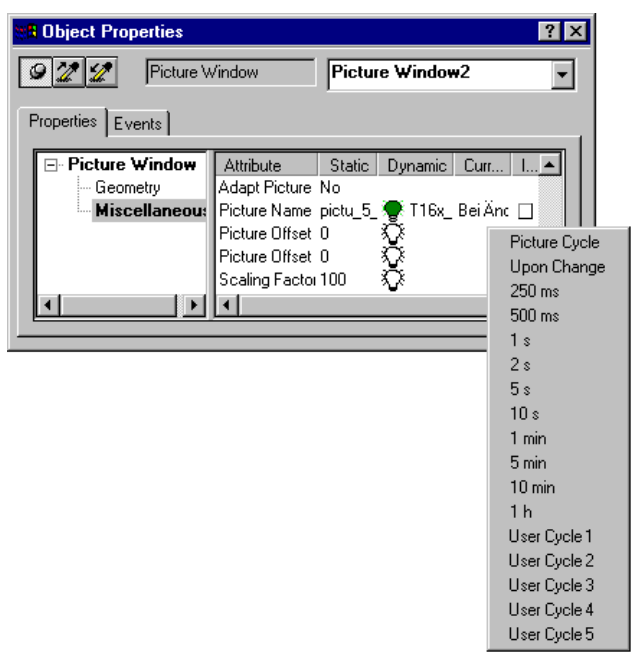 Object Properties
Picture Window Picture Window2
Properties Events
Picture Window
Geometry
Miscellaneou
Attribute Static Dynamic Curr... I...
Adapt Picture No
Picture Name pictu_5_ T16x_ Bei Änd
Picture Offset 0
Picture Offset 0
Scaling Factor 100
Picture Cycle
Upon Change
250 ms
500 ms
1 s
2 s
5 s
10 s
1 min
5 min
10 min
1 h
User Cycle 1
User Cycle 2
User Cycle 3
User Cycle 4
User Cycle 5